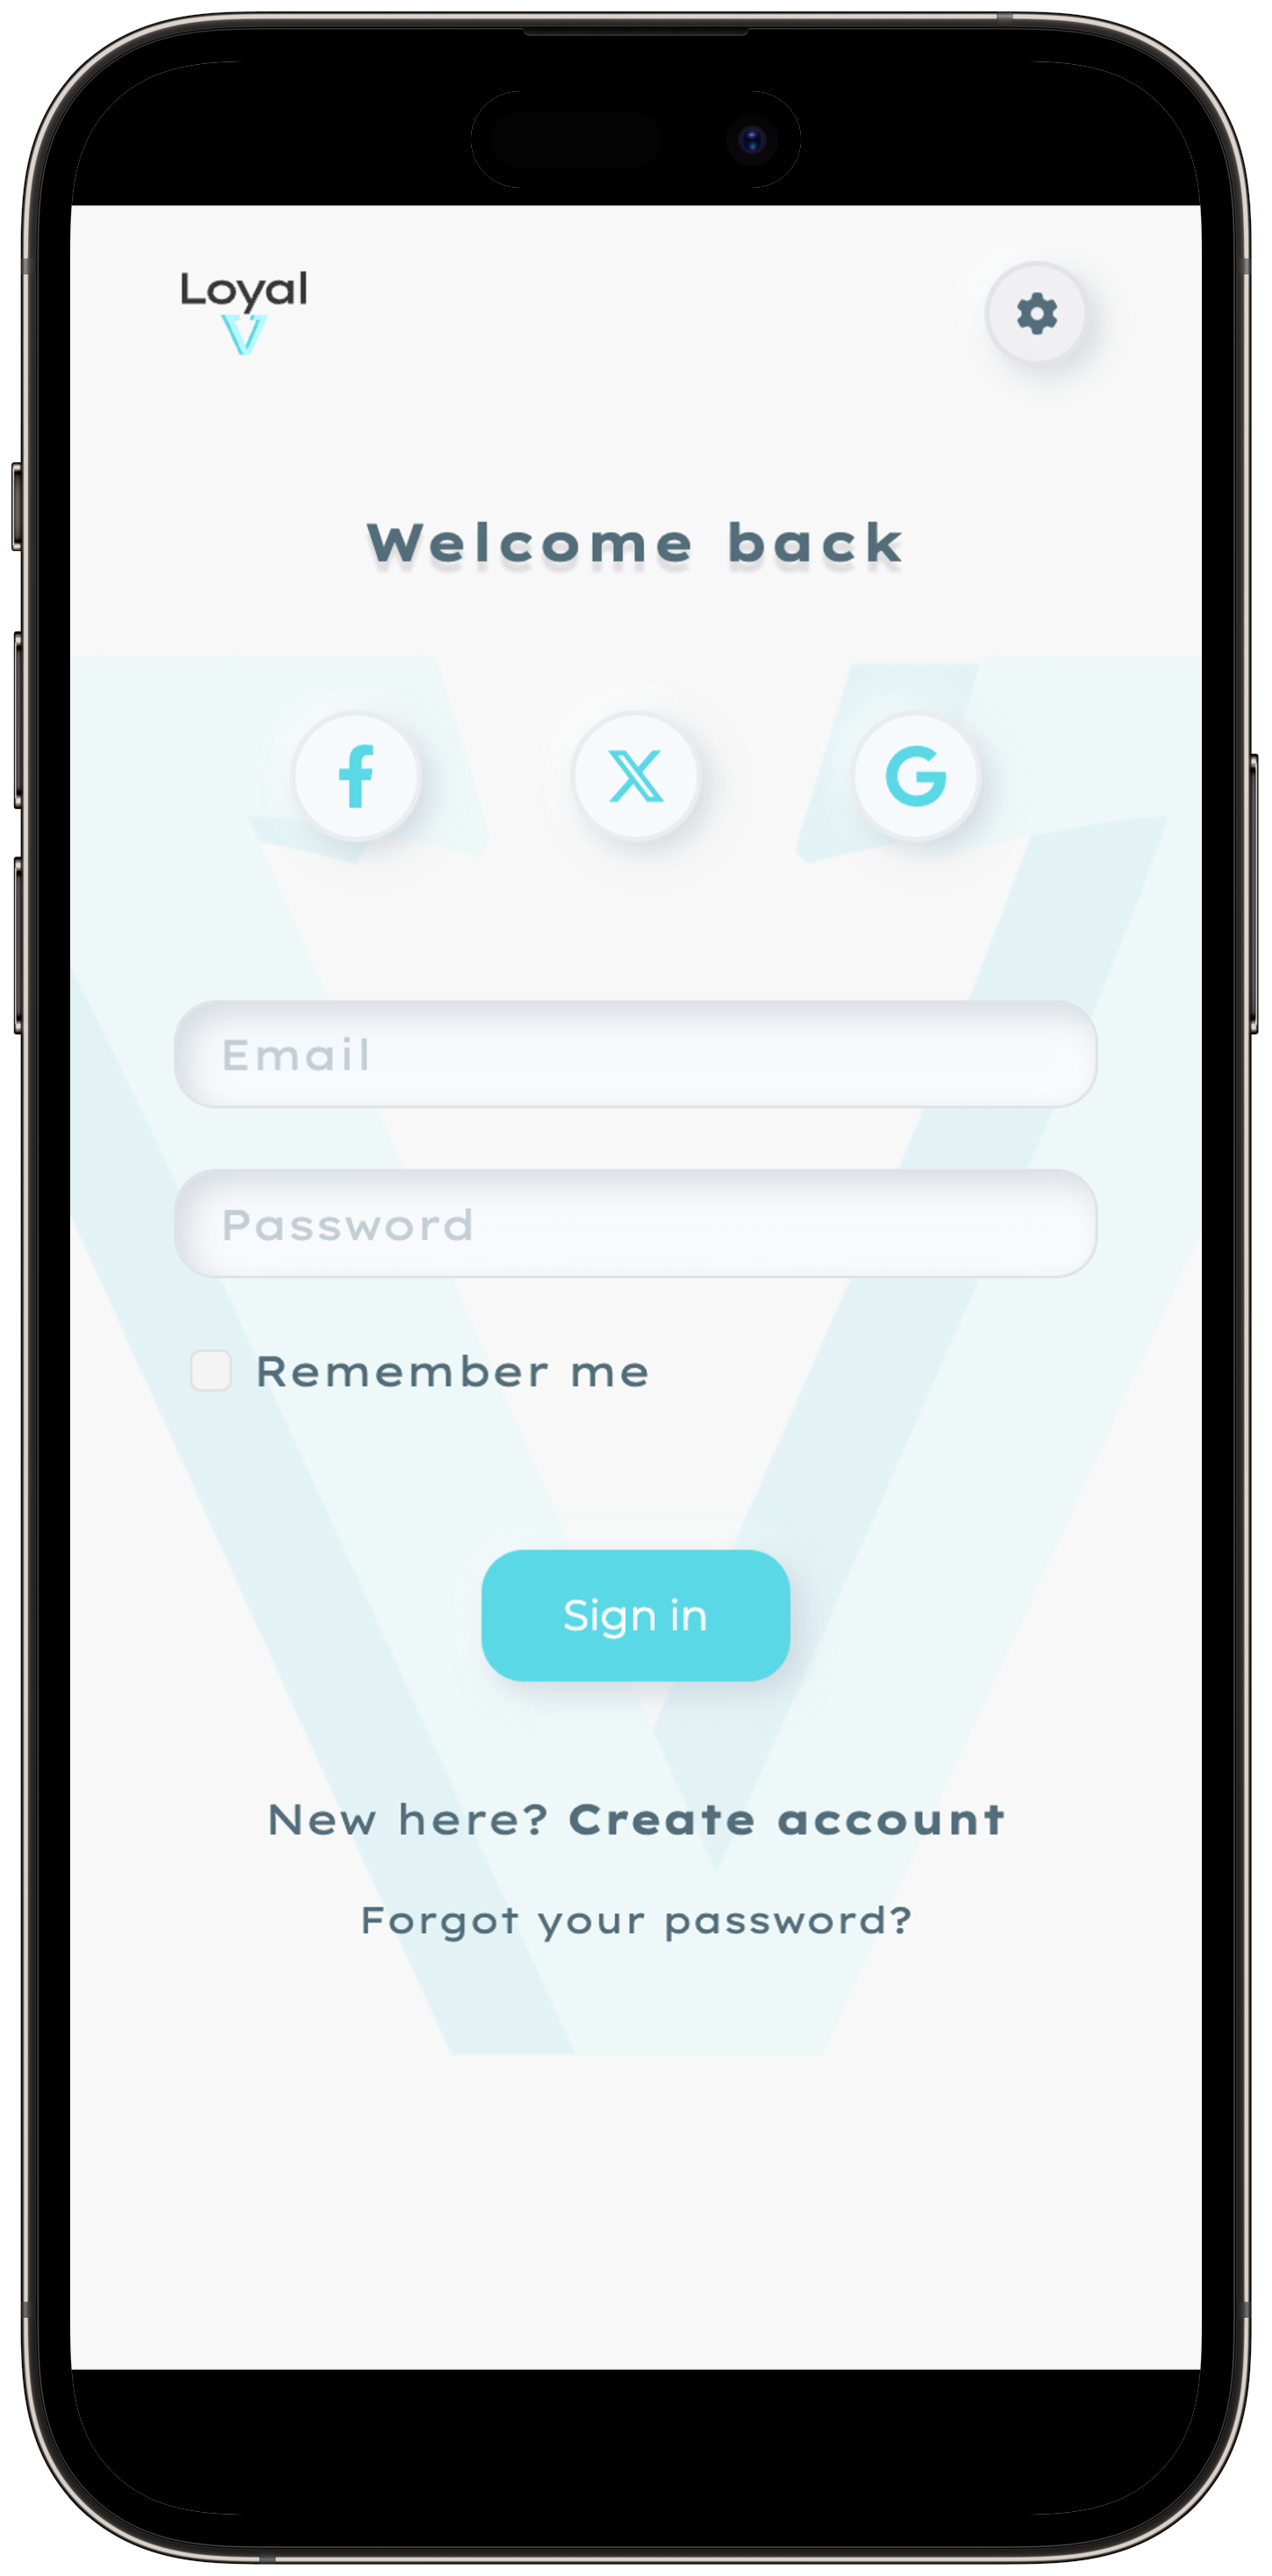 Loyal
V
Welcome back
f X G
Email
Password
Remember me
Sign in
New here? Create account
Forgot your password?